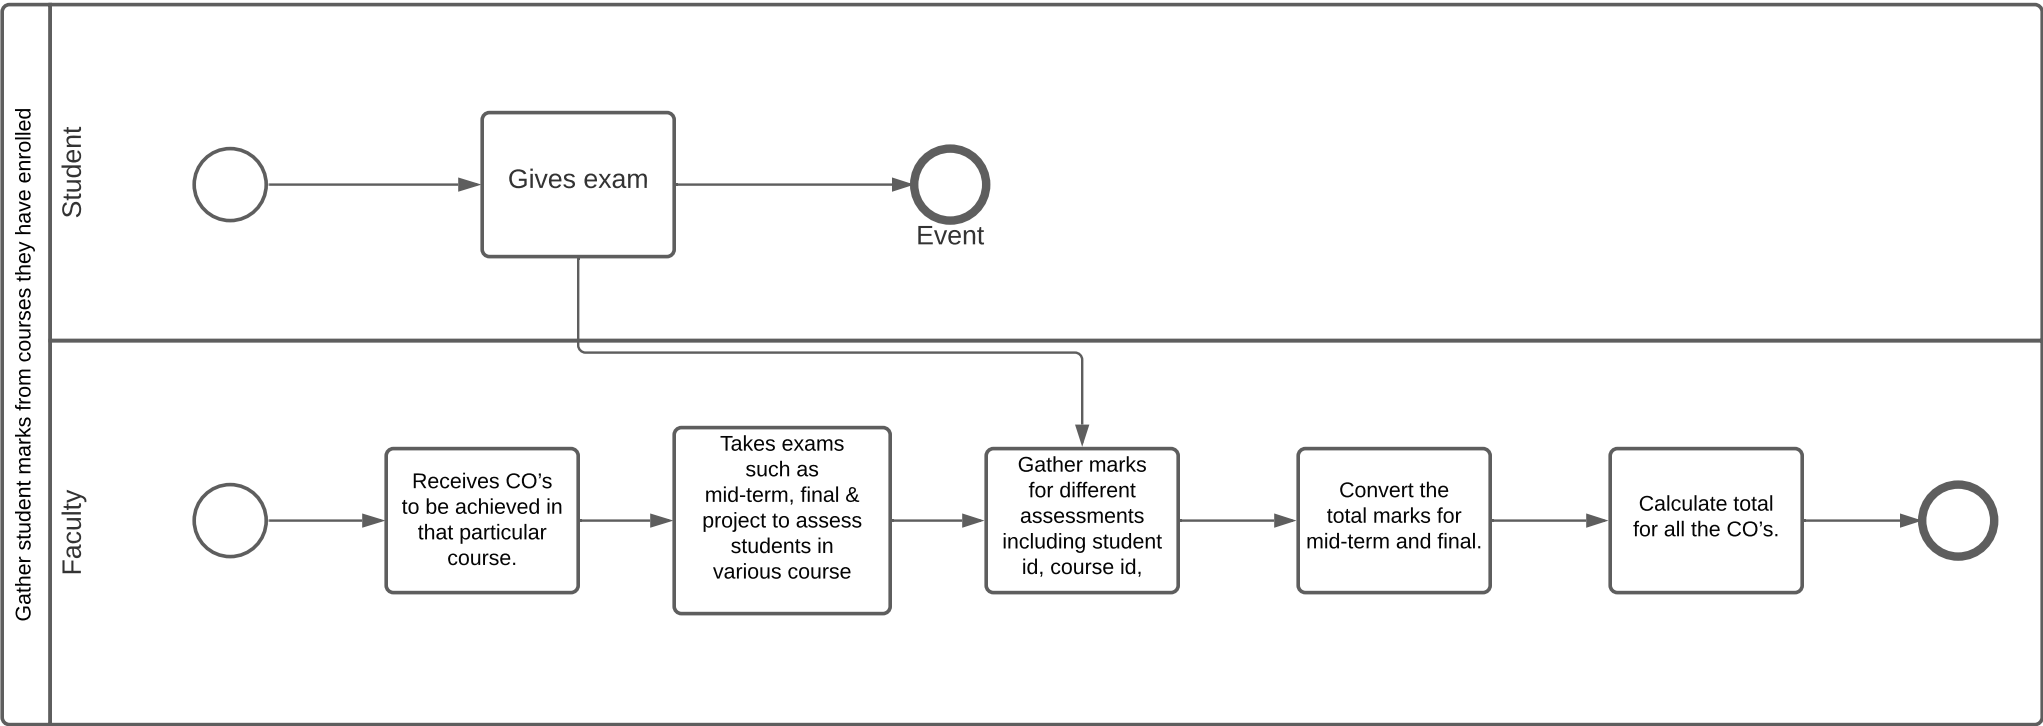 Gather student marks from courses they have enrolled
Student
Gives exam
Event
Faculty
Receives CO’s
to be achieved in
that particular
course.
Takes exams
such as
mid-term, final &
project to assess
students in
various course
Gather marks
for different
assessments
including student
id, course id,
Convert the
total marks for
mid-term and final.
Calculate total
for all the CO’s.